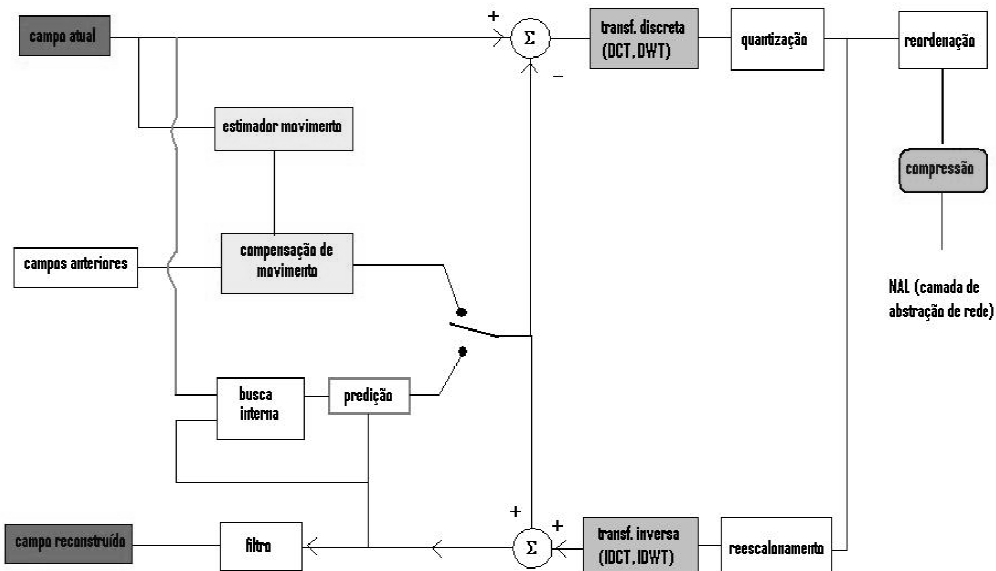 campo atual
+
Σ
−
transf. discreta
(DCT, DWT)
quantização
reordenação
estimador movimento
compressão
campos anteriores
compensação de
movimento
NAL (camada de
abstração de rede)
busca
interna
predição
campo reconstruído
filtro
+
Σ
+
transf. inversa
(IDCT, IDWT)
reescalonamento